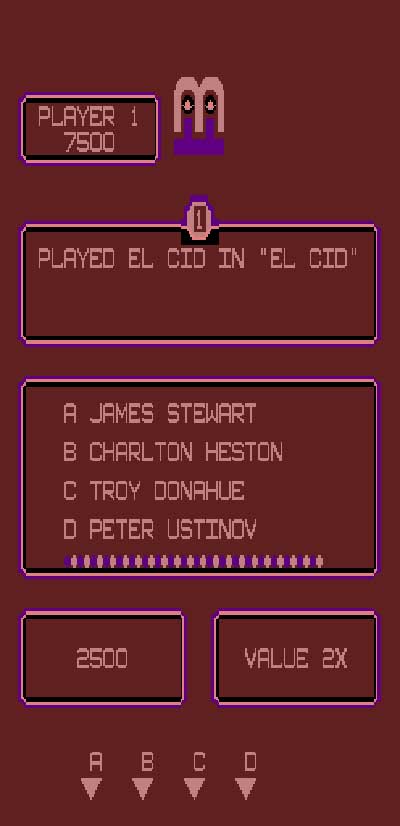 PLAYER 1
7500
1
PLAYED EL CID IN "EL CID"
A JAMES STEWART
B CHARLTON HESTON
C TROY DONAHUE
D PETER USTINOV
2500
VALUE 2X
A B C D